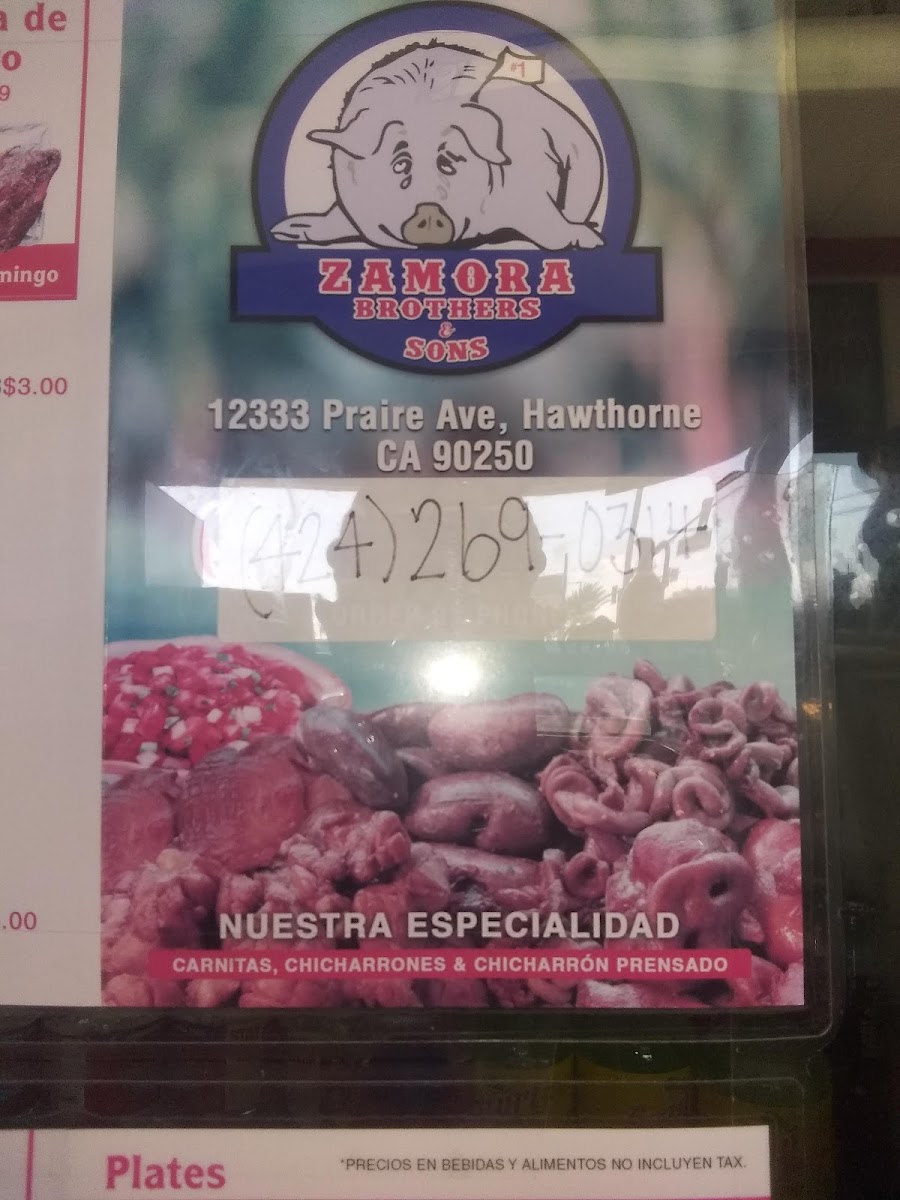 a de
o
9
mingo
$3.00
.00
#1
ZAMORA
BROTHERS
&
SONS
12333 Praire Ave, Hawthorne
CA 90250
(424) 269-0314
NUESTRA ESPECIALIDAD
CARNITAS, CHICHARRONES & CHICHARRÓN PRENSADO
Plates
*PRECIOS EN BEBIDAS Y ALIMENTOS NO INCLUYEN TAX.